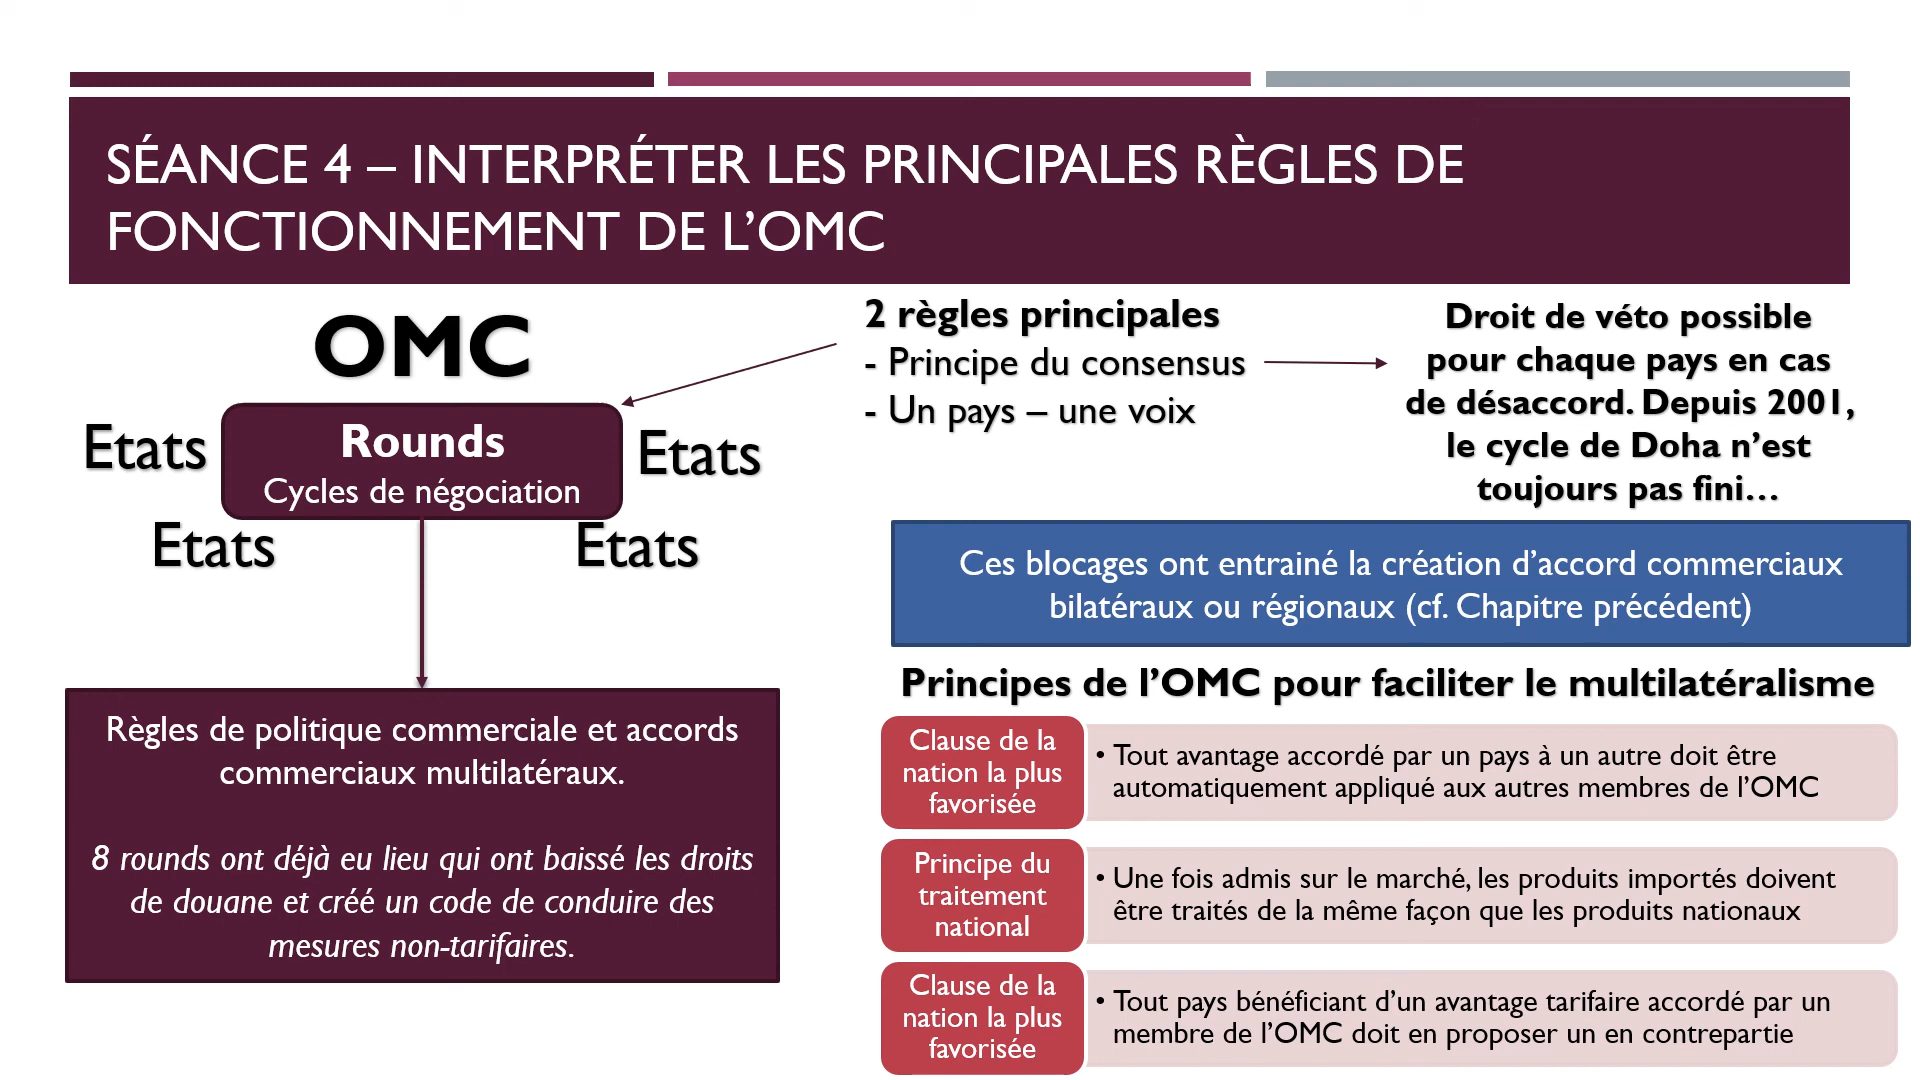 SÉANCE 4 – INTERPRÉTER LES PRINCIPALES RÈGLES DE
FONCTIONNEMENT DE L’OMC
OMC
Etats
Rounds
Cycles de négociation
Etats
Etats
Etats
Règles de politique commerciale et accords
commerciaux multilatéraux.
8 rounds ont déjà eu lieu qui ont baissé les droits
de douane et créé un code de conduire des
mesures non-tarifaires.
2 règles principales
- Principe du consensus
- Un pays – une voix
Droit de véto possible
pour chaque pays en cas
de désaccord. Depuis 2001,
le cycle de Doha n’est
toujours pas fini…
Ces blocages ont entrainé la création d’accord commerciaux
bilatéraux ou régionaux (cf. Chapitre précédent)
Principes de l’OMC pour faciliter le multilatéralisme
Clause de la
nation la plus
favorisée
• Tout avantage accordé par un pays à un autre doit être
automatiquement appliqué aux autres membres de l’OMC
Principe du
traitement
national
• Une fois admis sur le marché, les produits importés doivent
être traités de la même façon que les produits nationaux
Clause de la
nation la plus
favorisée
• Tout pays bénéficiant d’un avantage tarifaire accordé par un
membre de l’OMC doit en proposer un en contrepartie